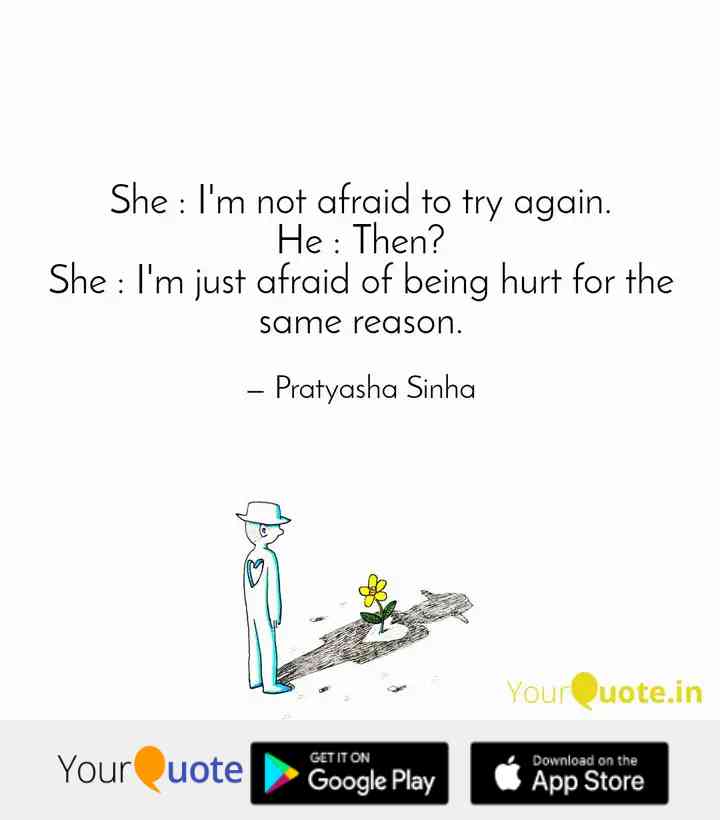 She : I'm not afraid to try again.
He : Then?
She : I'm just afraid of being hurt for the
same reason.
– Pratyasha Sinha
YourQuote.in
YourQuote
GET IT ON
Google Play
Download on the
App Store